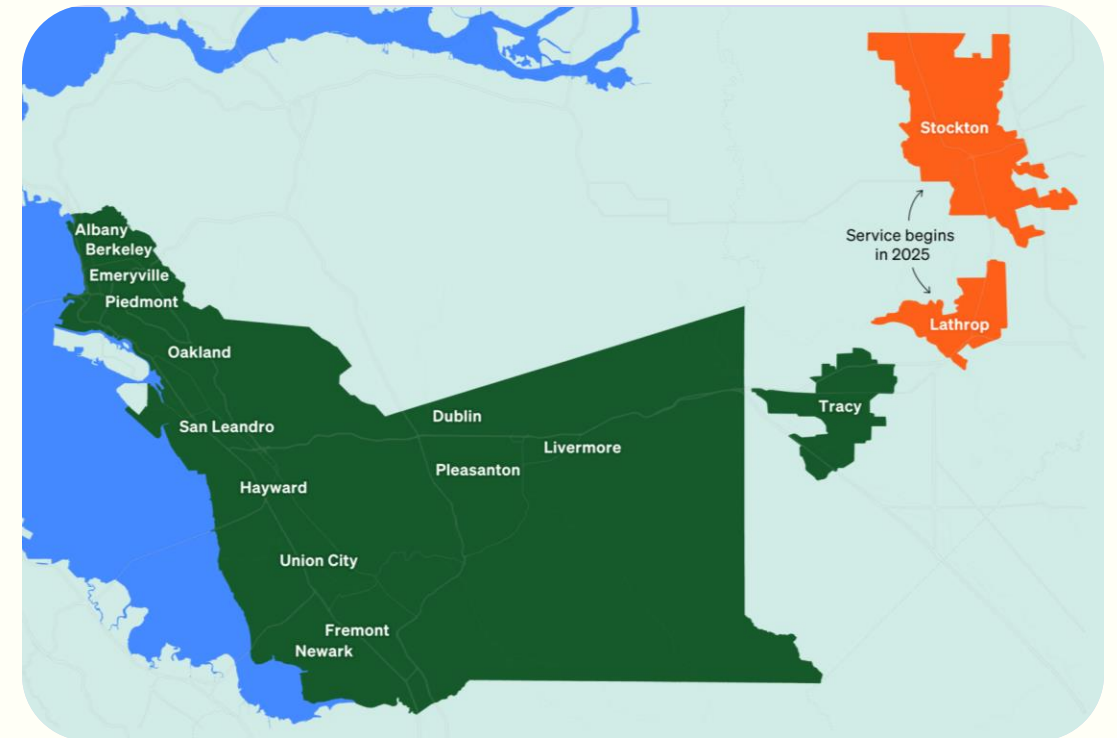 Stockton
Albany
Berkeley
Service begins
in 2025
Emeryville
Piedmont
Lathrop
Oakland
Tracy
Dublin
San Leandro
Livermore
Pleasanton
Hayward
Union City
Fremont
Newark